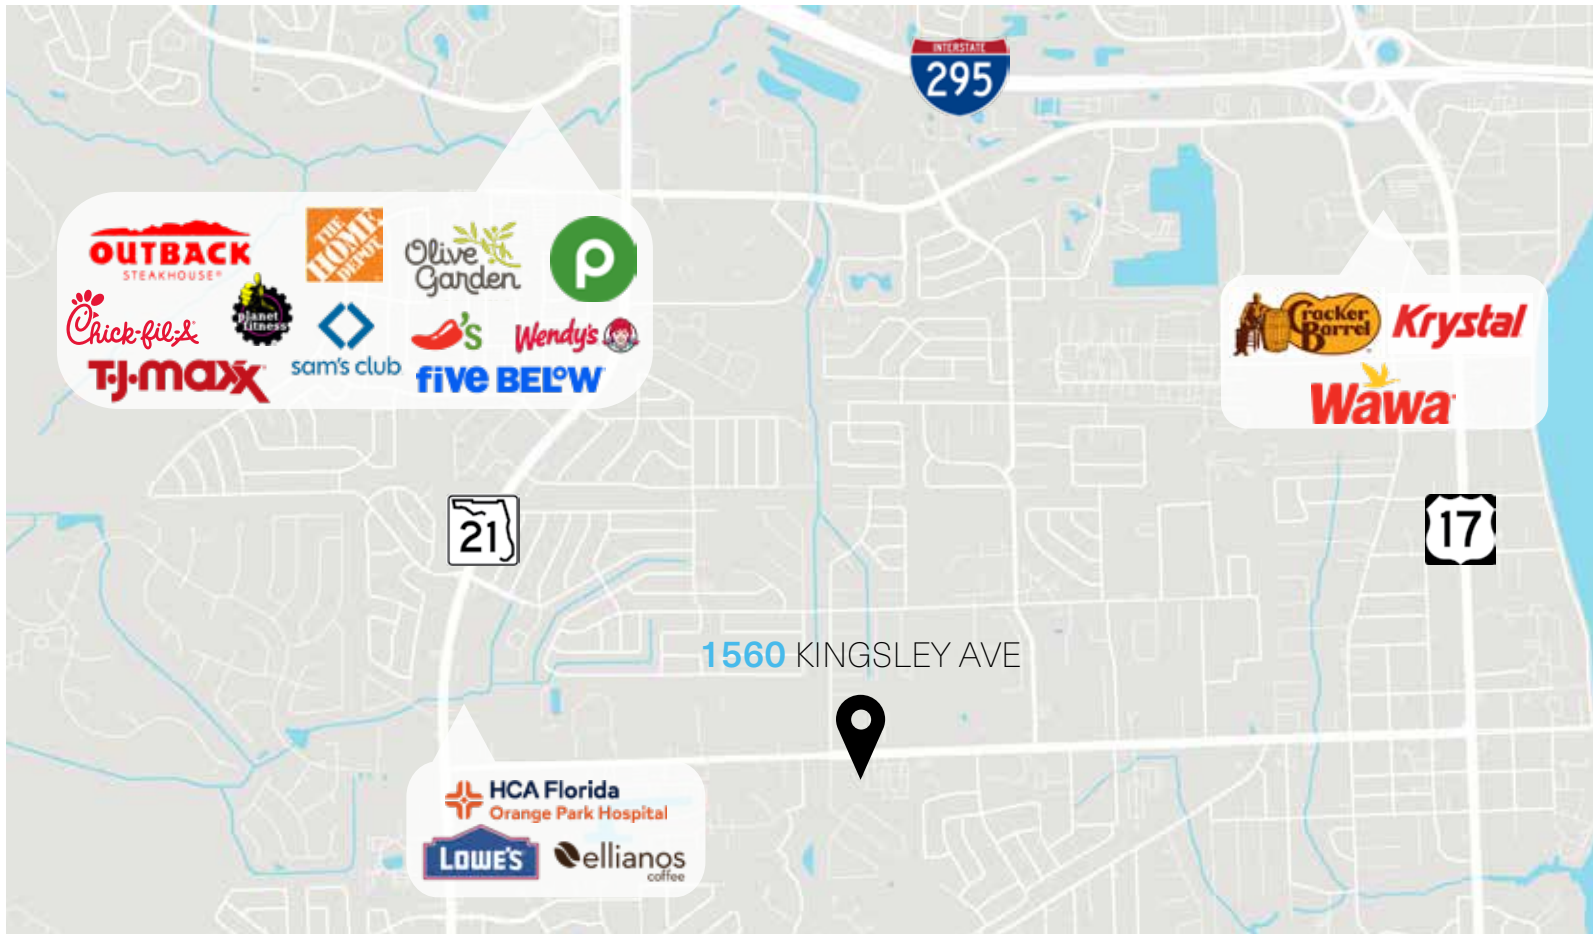 INTERSTATE
295
OUTBACK
STEAKHOUSE®
THE
HOME
DEPOT
Olive
Garden
p
Chick-fil-A
planet
fitness
sam's club
's
Wendy's
T·J·maxx
five BELOW
Cracker
Barrel
Krystal
Wawa
21
17
1560 KINGSLEY AVE
HCA Florida
Orange Park Hospital
LOWE'S
ellianos
coffee